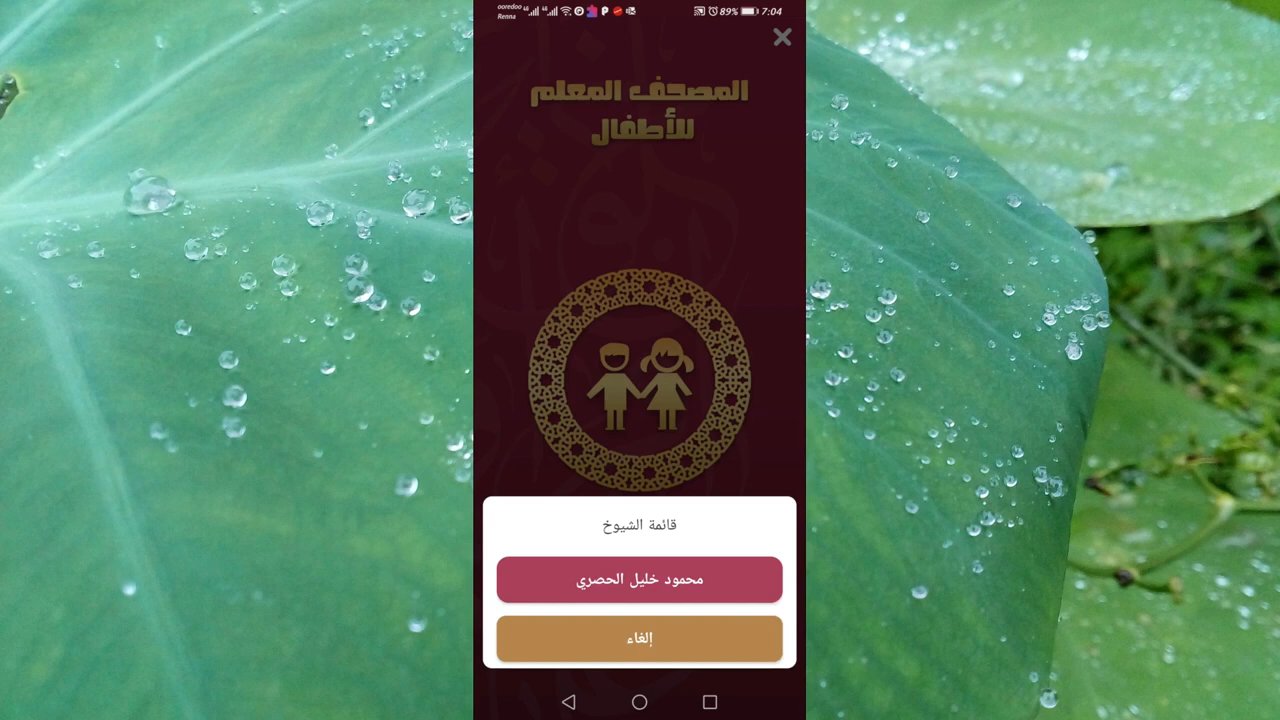 ooredoo
Renna
89%
7:04
المصحف المعلم
للأطفال
قائمة الشيوخ
محمود خليل الحصري
إلغاء